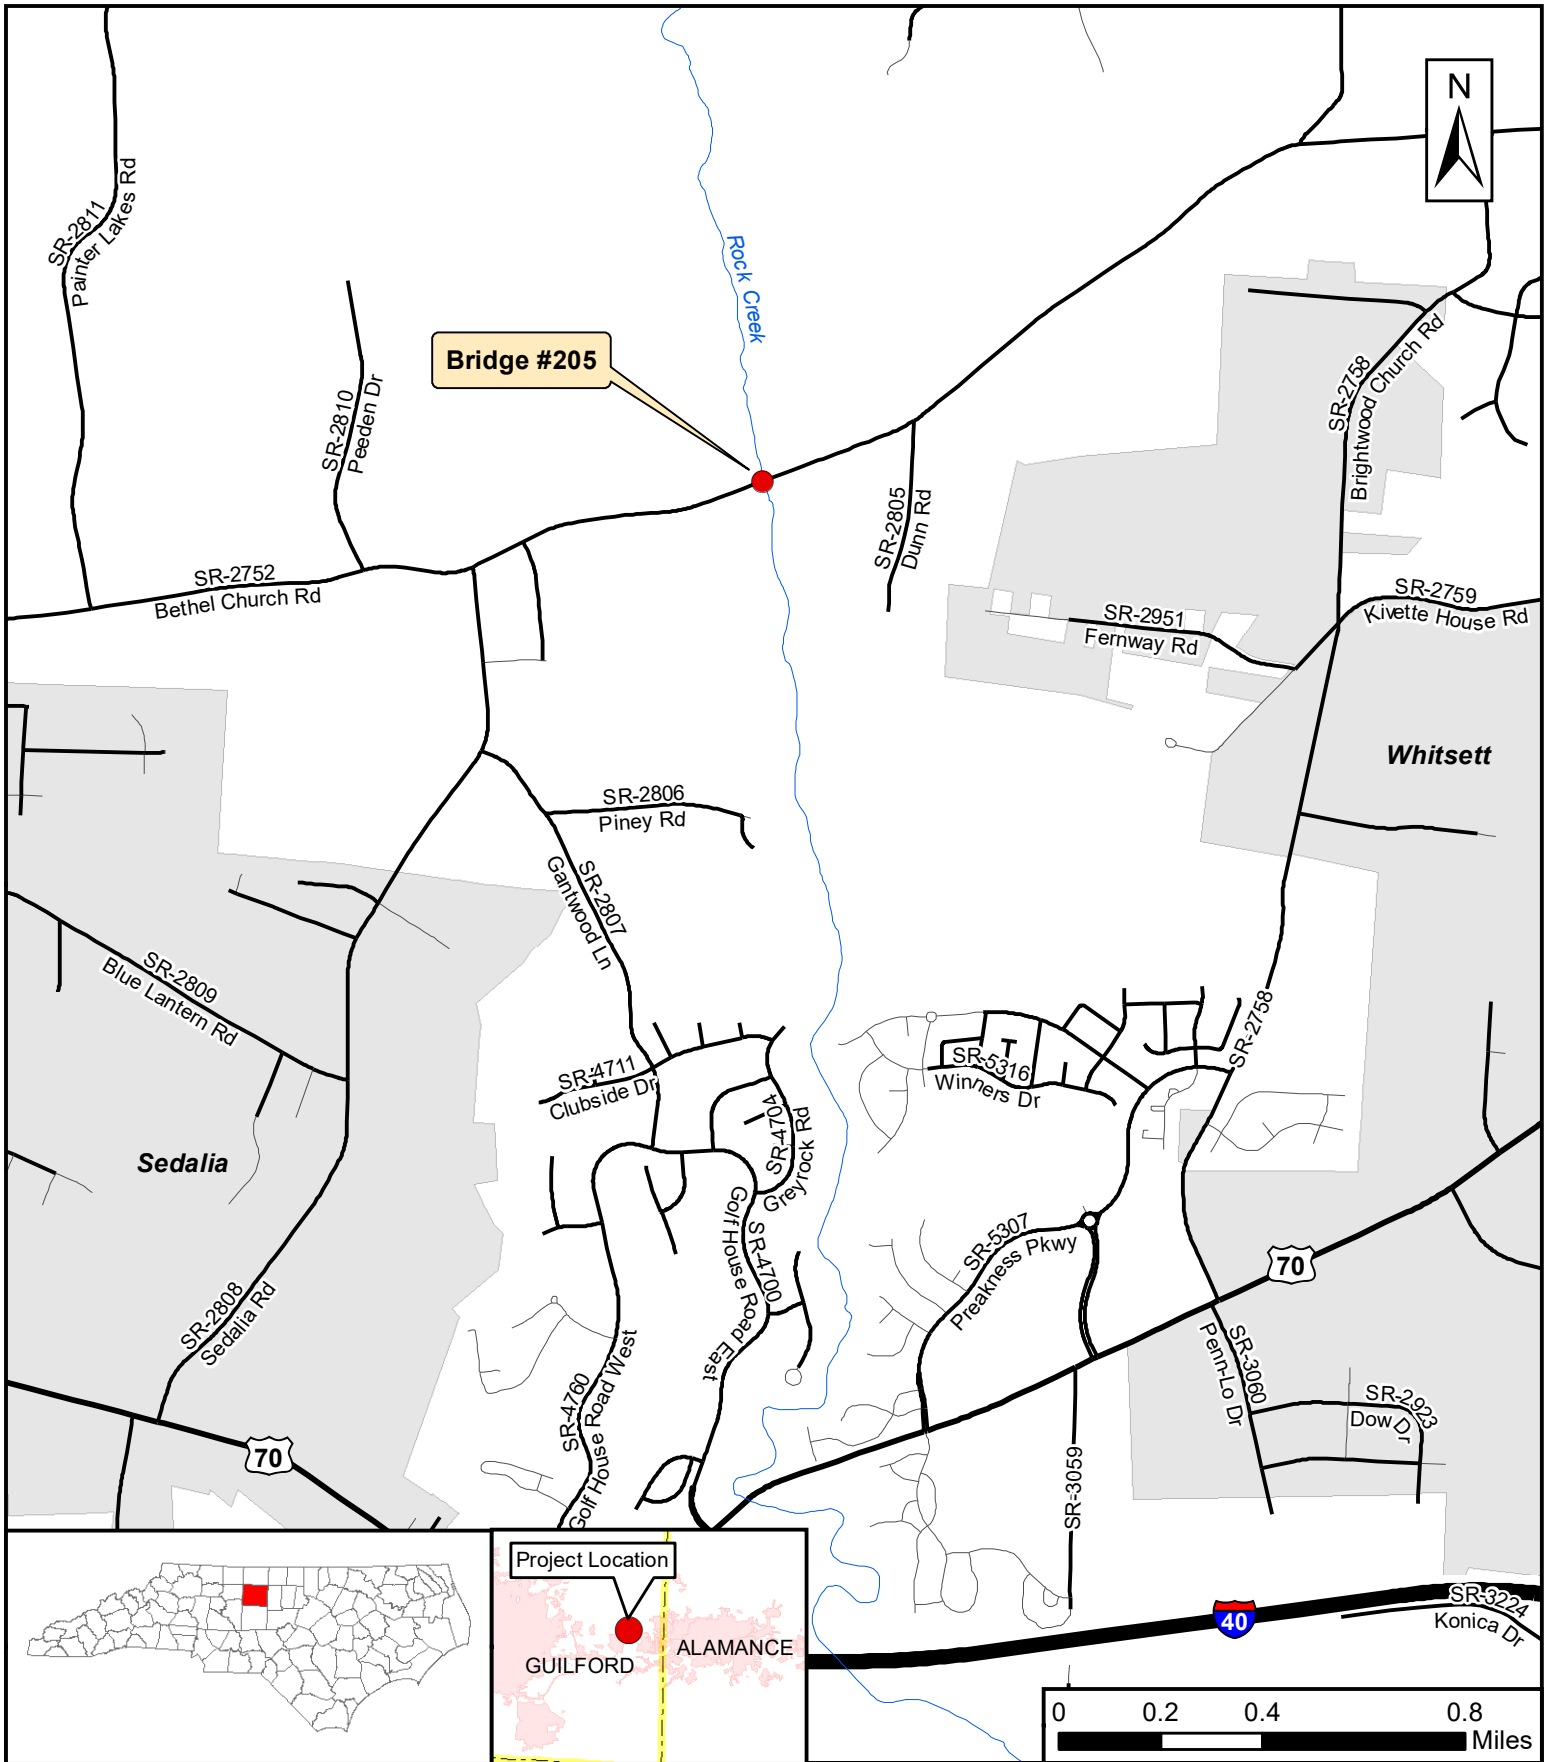 N
SR-2811
Painter Lakes Rd
Rock Creek
Bridge #205
SR-2810
Peeden Dr
SR-2758
Brightwood Church Rd
SR-2805
Dunn Rd
SR-2752
Bethel Church Rd
SR-2759
Kivette House Rd
SR-2951
Fernway Rd
Whitsett
SR-2806
Piney Rd
SR-2807
Gantwood Ln
SR-2809
Blue Lantern Rd
SR-2758
SR-4711
Clubside Dr
SR-5316
Winners Dr
SR-4704
Greyrock Rd
Sedalia
SR-4700
Golf House Road East
SR-5307
Preakness Pkwy
70
SR-2808
Sedalia Rd
SR-4760
Golf House Road West
SR-3060
Penn-Lo Dr
SR-2923
Dow Dr
70
SR-3059
Project Location
GUILFORD
ALAMANCE
40
SR-3224
Konica Dr
0 0.2 0.4 0.8
Miles